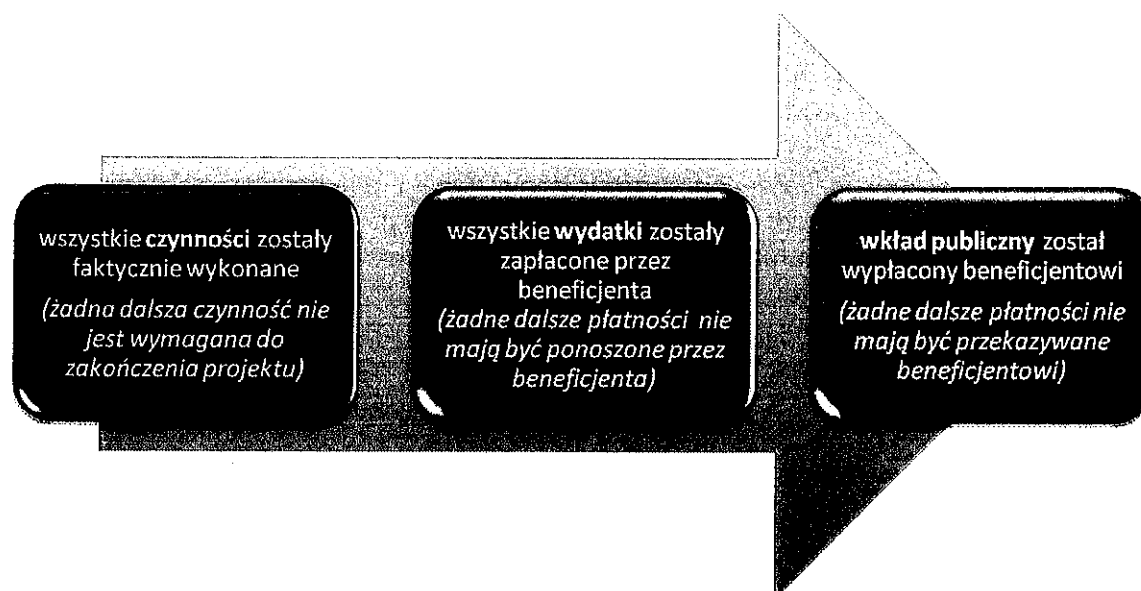 wszystkie czynności zostały
faktycznie wykonane
(żadna dalsza czynność nie
jest wymagana do
zakończenia projektu)
wszystkie wydatki zostały
zapłacone przez
beneficjenta
(żadne dalsze płatności nie
mają być ponoszone przez
beneficjenta)
wkład publiczny został
wypłacony beneficjentowi
(żadne dalsze płatności nie
mają być przekazywane
beneficjentowi)